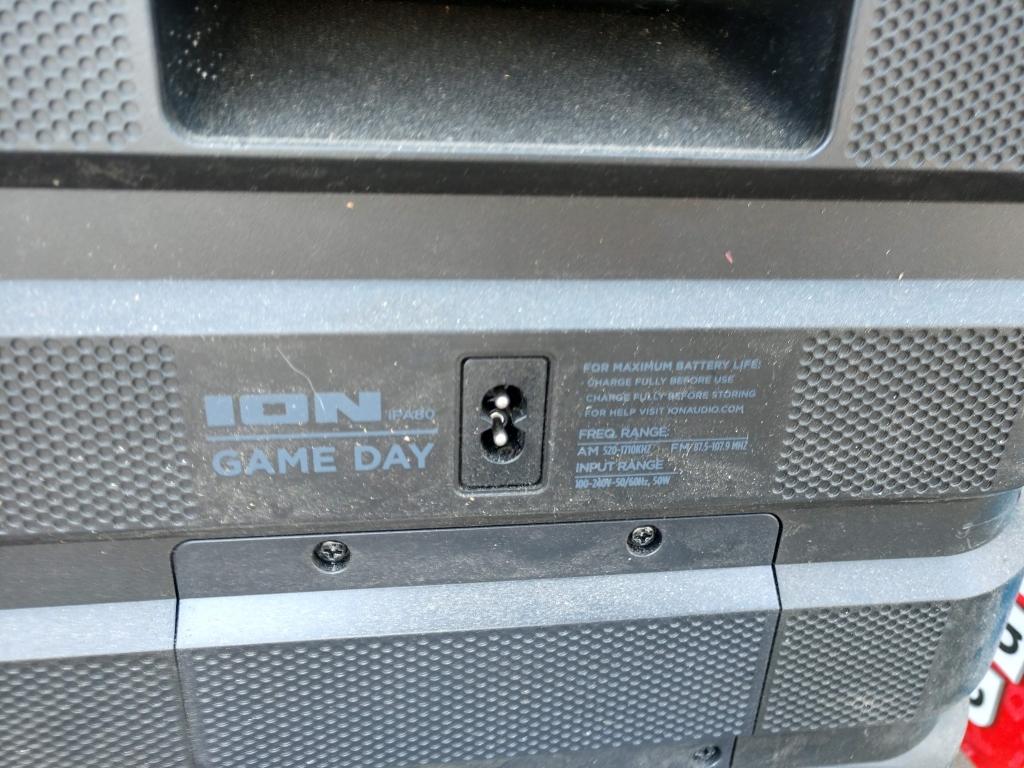 ION IPA80
GAME DAY
FOR MAXIMUM BATTERY LIFE:
CHARGE FULLY BEFORE USE
CHARGE FULLY BEFORE STORING
FOR HELP VISIT IONAUDIO.COM
FREQ. RANGE:
AM 520-1710KHZ FM/87.5-107.9 MHZ
INPUT RANGE
100-240V~50/60Hz, 50W